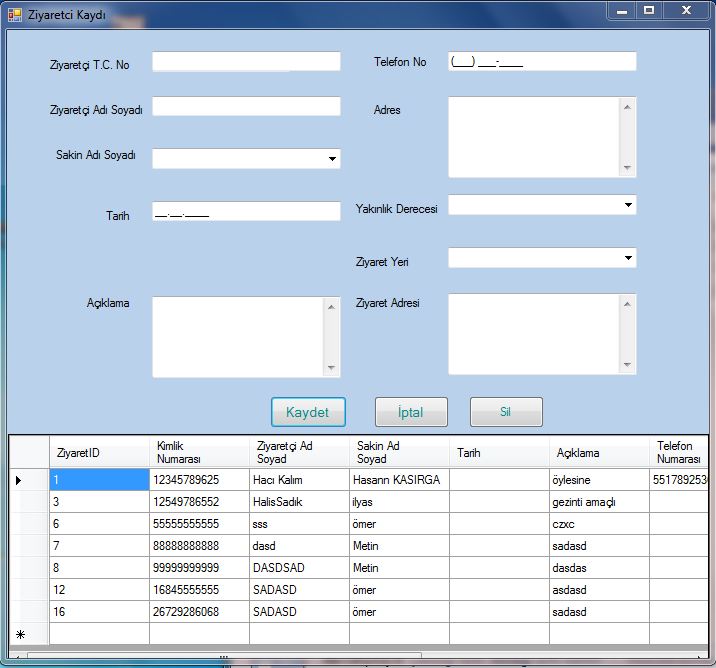 Ziyaretci Kaydı
Ziyaretçi T.C. No
Telefon No
(___) ___-____
Ziyaretçi Adı Soyadı
Adres
Sakin Adı Soyadı
Tarih
__.__.____
Yakınlık Derecesi
Ziyaret Yeri
Açıklama
Ziyaret Adresi
Kaydet İptal Sil
ZiyaretID Kimlik Numarası Ziyaretçi Ad Soyad Sakin Ad Soyad Tarih Açıklama Telefon Numarası
1 12345789625 Hacı Kalım Hasann KASIRGA öylesine 551789253
3 12549786552 HalisSadık ilyas gezinti amaçlı
6 55555555555 sss ömer czxc
7 88888888888 dasd Metin sadasd
8 99999999999 DASDSAD Metin dasdas
12 16845555555 SADASD ömer asdasd
16 26729286068 SADASD ömer sadasd